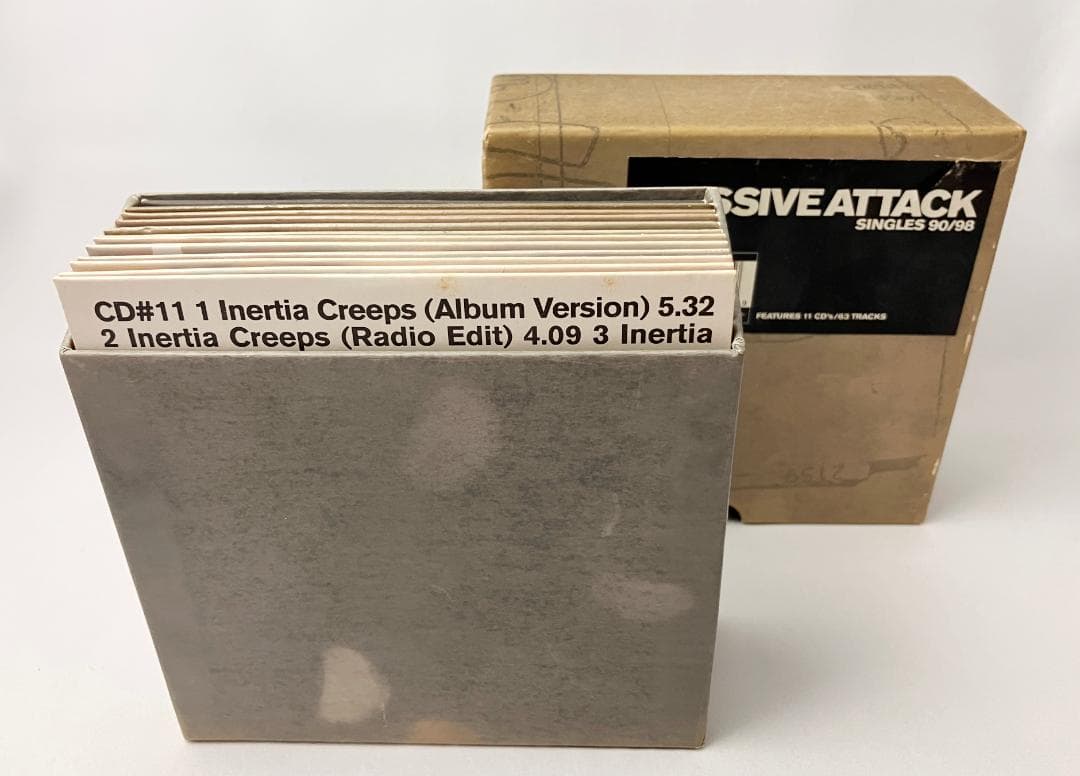 SSIVE ATTACK
SINGLES 90/98
FEATURES 11 CD's/63 TRACKS
CD#11 1 Inertia Creeps (Album Version) 5.32
2 Inertia Creeps (Radio Edit) 4.09 3 Inertia